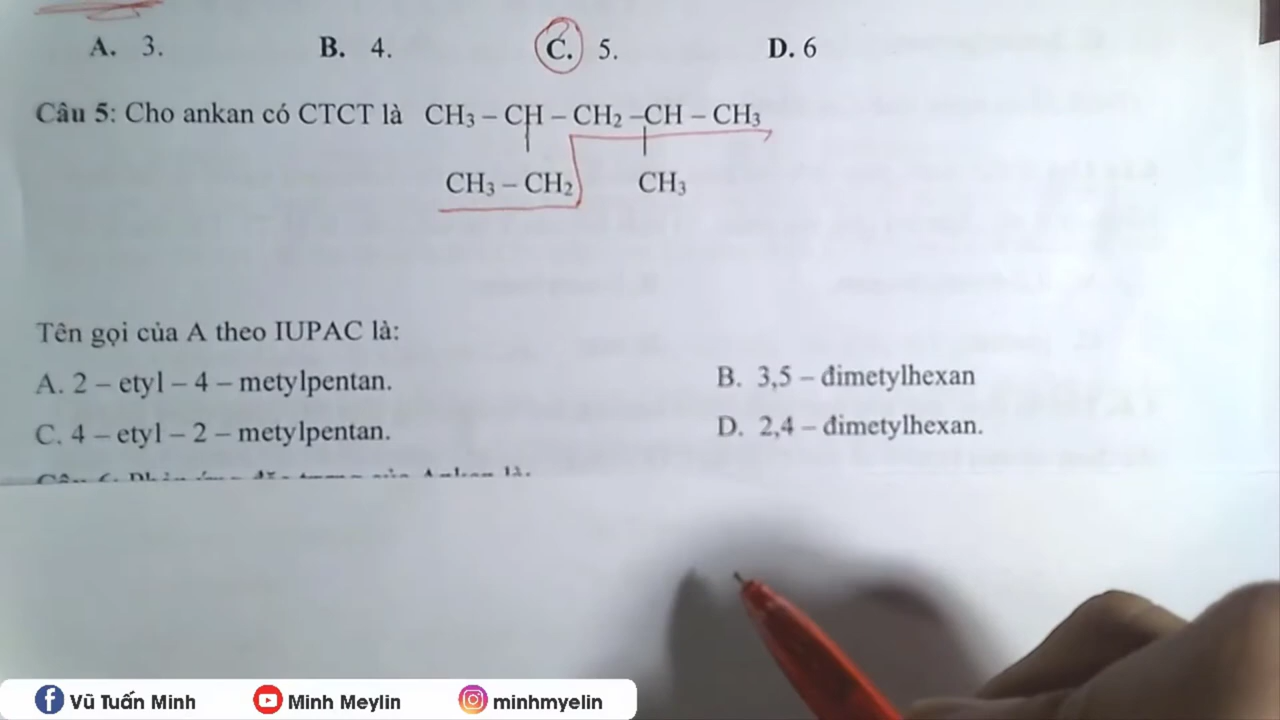 A. 3. B. 4. C. 5. D. 6
Câu 5: Cho ankan có CTCT là CH₃ – CH – CH₂ – CH – CH₃
CH₃ – CH₂ CH₃
Tên gọi của A theo IUPAC là:
A. 2 – etyl – 4 – metylpentan. B. 3,5 – đimetylhexan
C. 4 – etyl – 2 – metylpentan. D. 2,4 – đimetylhexan.
Vũ Tuấn Minh Minh Meylin minhmyelin